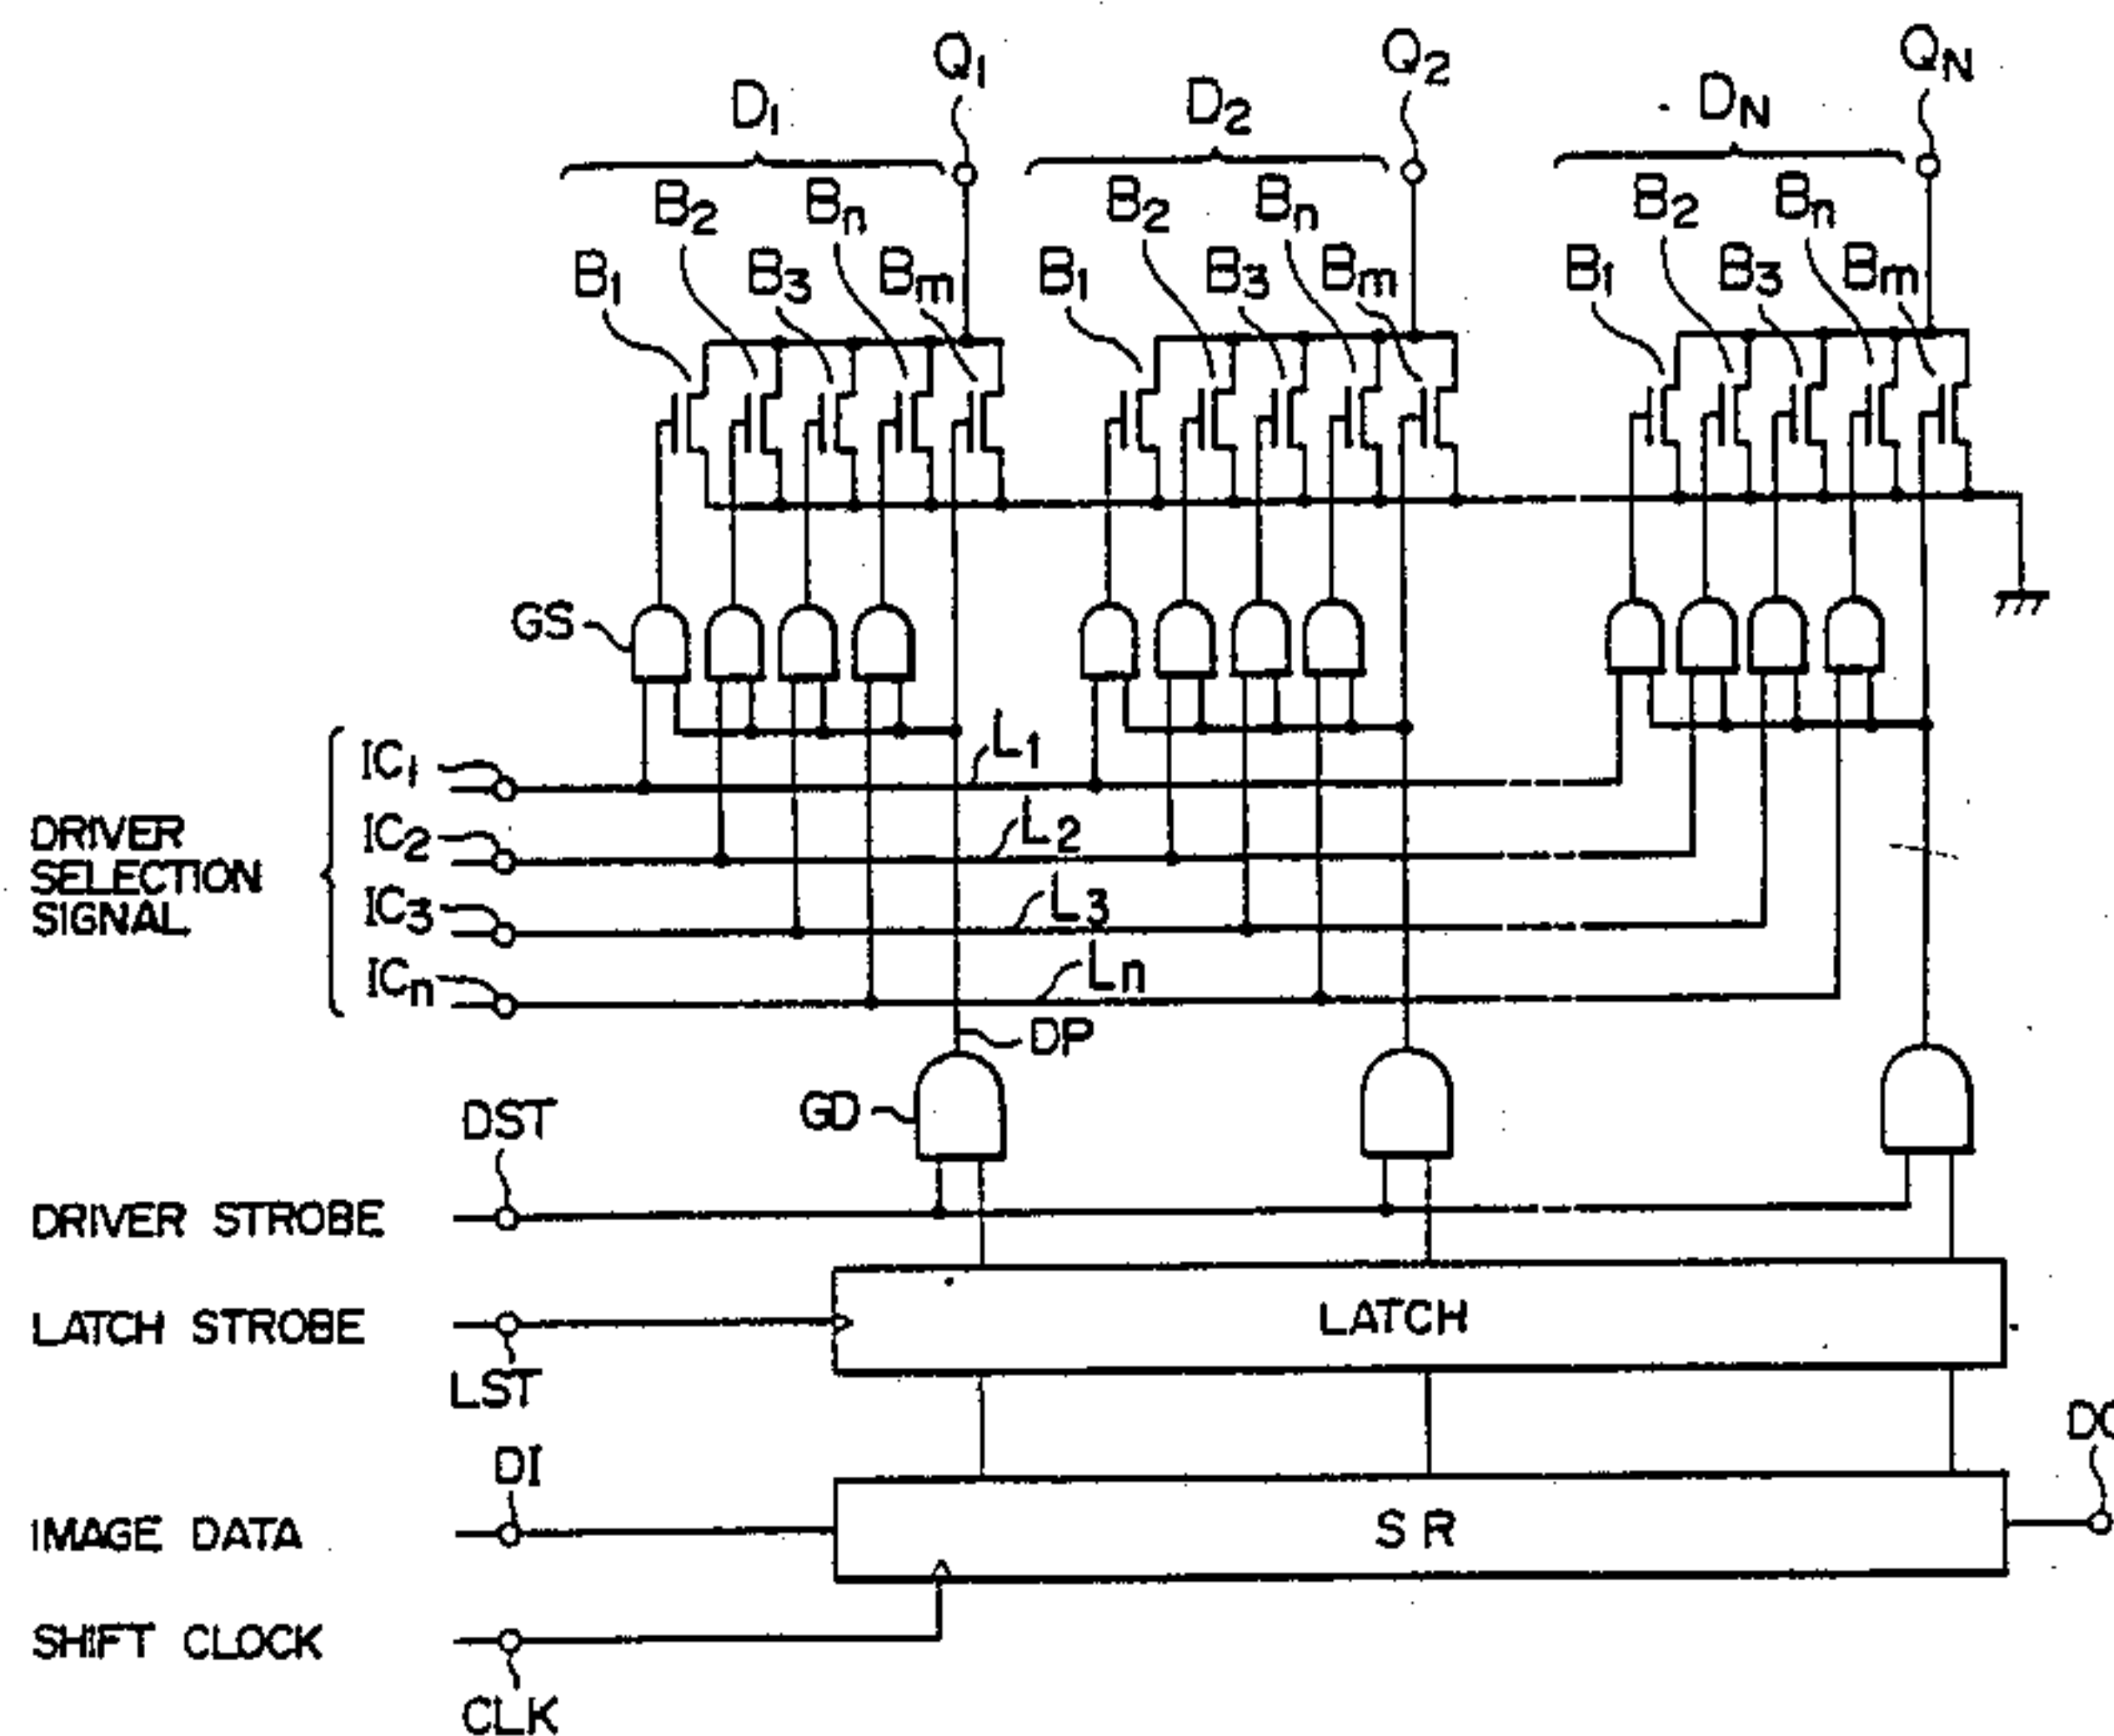 Q1 Q2 QN
D1 D2 DN
B2 Bn B2 Bn B2 Bn
B1 B3 Bm B1 B3 Bm B1 B3 Bm
GS
IC1 L1
DRIVER SELECTION SIGNAL
IC2 L2
IC3 L3
ICn Ln
DP
DST GD
DRIVER STROBE
LATCH STROBE LATCH
LST
DI
IMAGE DATA SR
SHIFT CLOCK
CLK